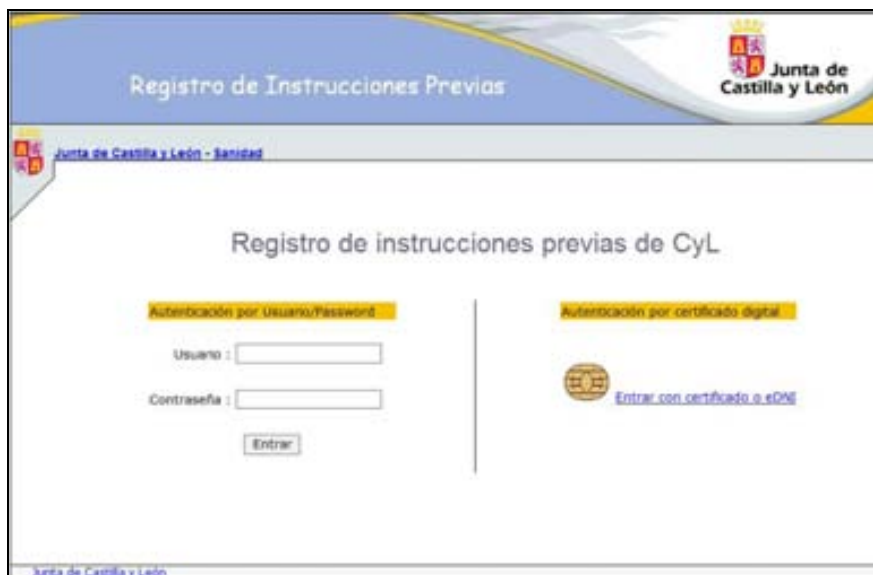 Registro de Instrucciones Previas
Junta de
Castilla y León
Junta de Castilla y León - Sanidad
Registro de instrucciones previas de CyL
Autenticación por Usuario/Password
Usuario :
Contraseña :
Entrar
Autenticación por certificado digital
Entrar con certificado o eDNI
Junta de Castilla y León